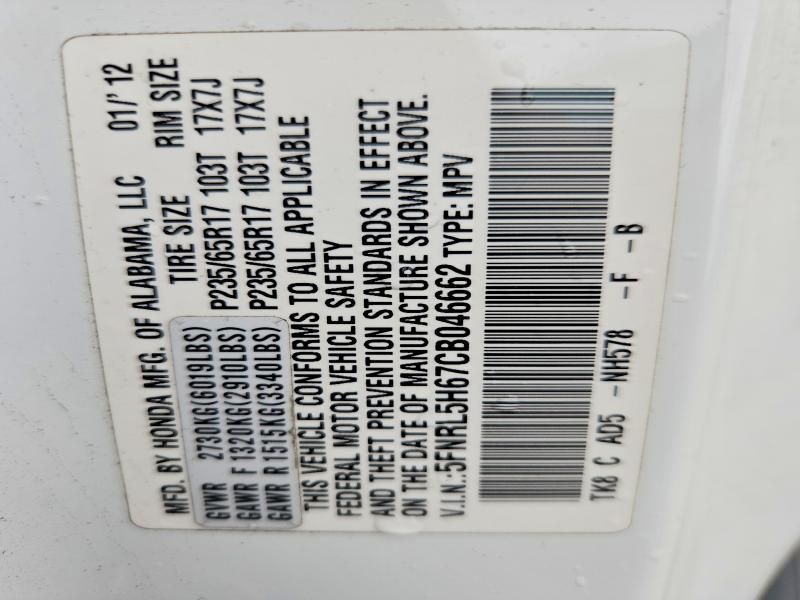 MFD. BY HONDA MFG. OF ALABAMA, LLC 01/'12
TIRE SIZE RIM SIZE
GVWR 2730KG(6019LBS)
GAWR F 1320KG(2910LBS) P235/65R17 103T 17X7J
GAWR R 1515KG(3340LBS) P235/65R17 103T 17X7J
THIS VEHICLE CONFORMS TO ALL APPLICABLE
FEDERAL MOTOR VEHICLE SAFETY
AND THEFT PREVENTION STANDARDS IN EFFECT
ON THE DATE OF MANUFACTURE SHOWN ABOVE.
V.I.N.:5FNRL5H67CB046662 TYPE: MPV
TK8 C AD5 -NH578 -F -B